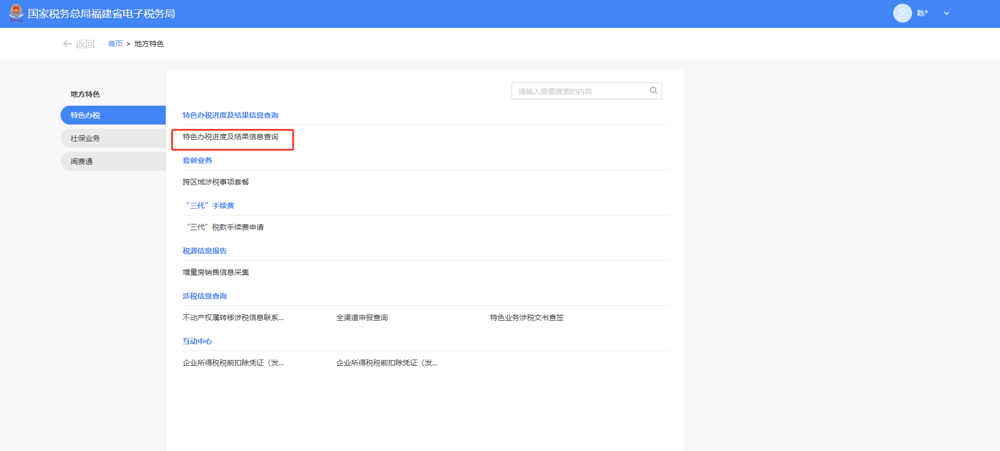 国家税务总局福建省电子税务局
陈*
返回 首页 > 地方特色
地方特色
特色办税
社保业务
闽费通
请输入需要搜索的内容
特色办税进度及结果信息查询
特色办税进度及结果信息查询
套餐业务
跨区域涉税事项套餐
“三代”手续费
“三代”税款手续费申请
税源信息报告
增量房销售信息采集
涉税信息查询
不动产权属转移涉税信息联系... 全渠道申报查询 特色业务涉税文书查签
互动中心
企业所得税税前扣除凭证（发... 企业所得税税前扣除凭证（发...